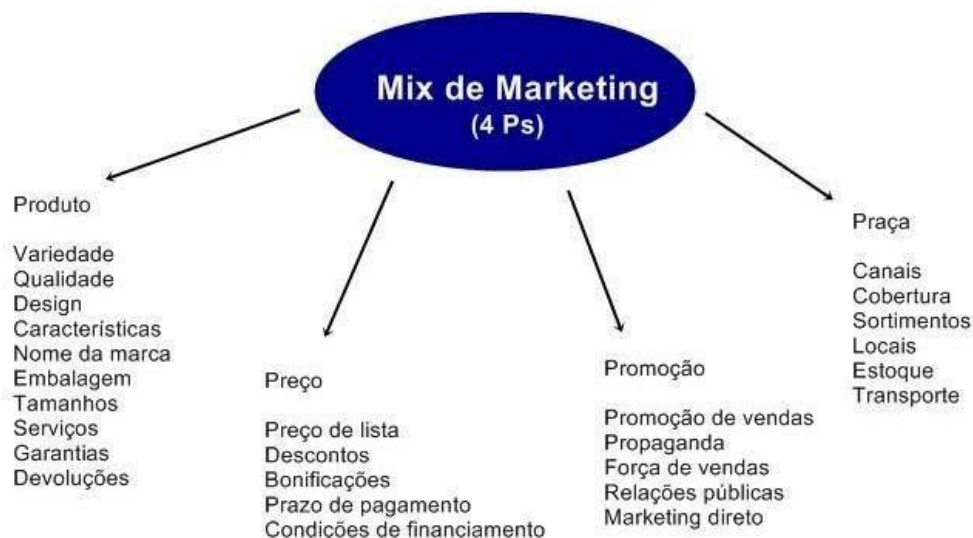 Mix de Marketing
(4 Ps)
Produto
Variedade
Qualidade
Design
Características
Nome da marca
Embalagem
Tamanhos
Serviços
Garantias
Devoluções
Preço
Preço de lista
Descontos
Bonificações
Prazo de pagamento
Condições de financiamento
Promoção
Promoção de vendas
Propaganda
Força de vendas
Relações públicas
Marketing direto
Praça
Canais
Cobertura
Sortimentos
Locais
Estoque
Transporte